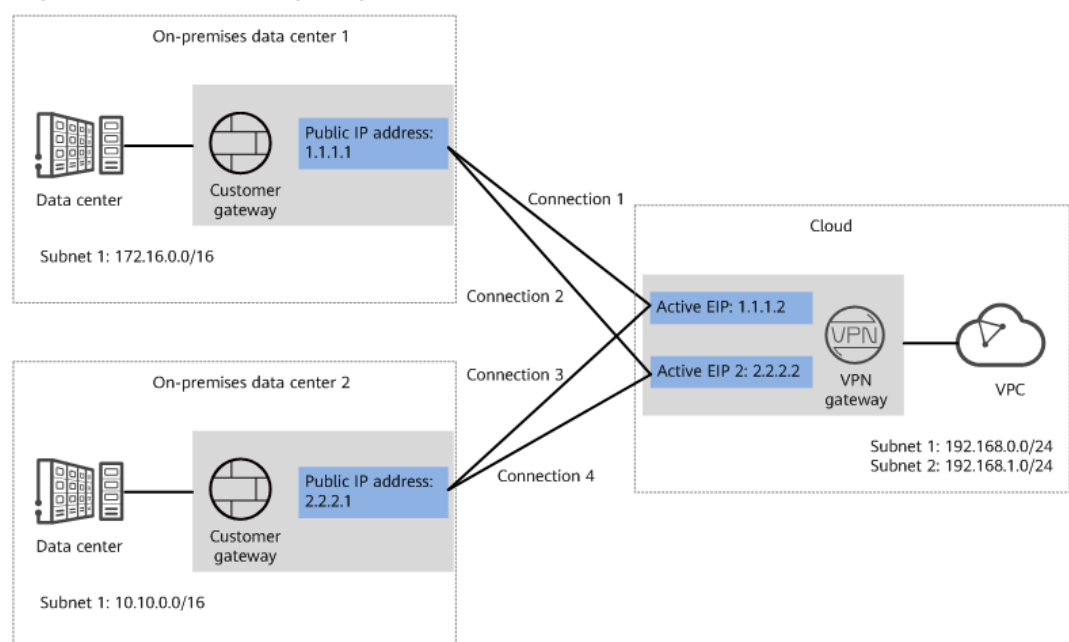 On-premises data center 1
Public IP address:
1.1.1.1
Data center
Customer
gateway
Subnet 1: 172.16.0.0/16
Connection 1
Connection 2
Connection 3
Connection 4
Cloud
Active EIP: 1.1.1.2
Active EIP 2: 2.2.2.2
VPN
VPN
gateway
VPC
Subnet 1: 192.168.0.0/24
Subnet 2: 192.168.1.0/24
On-premises data center 2
Public IP address:
2.2.2.1
Data center
Customer
gateway
Subnet 1: 10.10.0.0/16